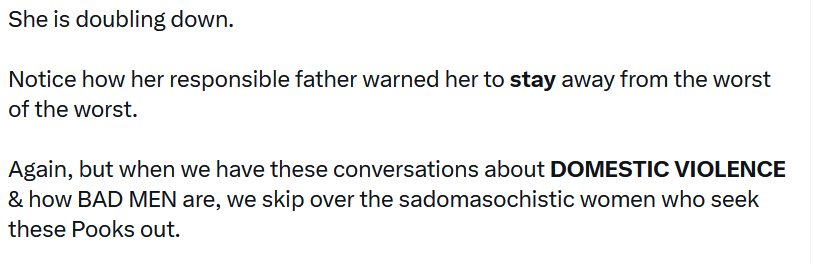 She is doubling down.
Notice how her responsible father warned her to stay away from the worst
of the worst.
Again, but when we have these conversations about DOMESTIC VIOLENCE
& how BAD MEN are, we skip over the sadomasochistic women who seek
these Pooks out.